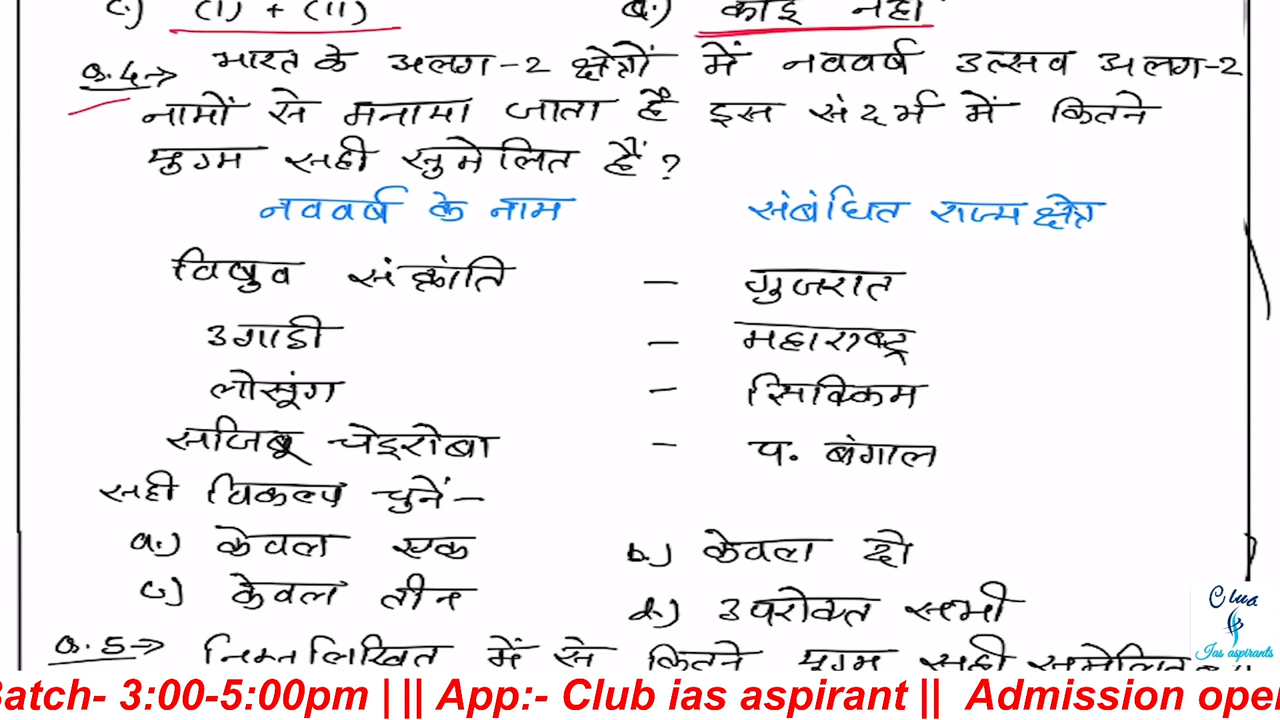 c.) (I) + (II) d.) कोई नहीं
Q.4→ भारत के अलग-2 क्षेत्रों में नववर्ष उत्सव अलग-2
नामों से मनाया जाता है इस संदर्भ में कितने
युग्म सही सुमेलित हैं?
नववर्ष के नाम संबंधित राज्य क्षेत्र
विषुव संक्रांति - गुजरात
उगाडी - महाराष्ट्र
लोसूंग - सिक्किम
सजिबू चेइरोबा - प. बंगाल
सही विकल्प चुनें-
a.) केवल एक b.) केवल दो
c) केवल तीन d.) उपरोक्त सभी
Q.5→ निम्नलिखित में से कितने युग्म सही सुमेलित
Club
Ias aspirants
Batch- 3:00-5:00pm | || App:- Club ias aspirant || Admission open